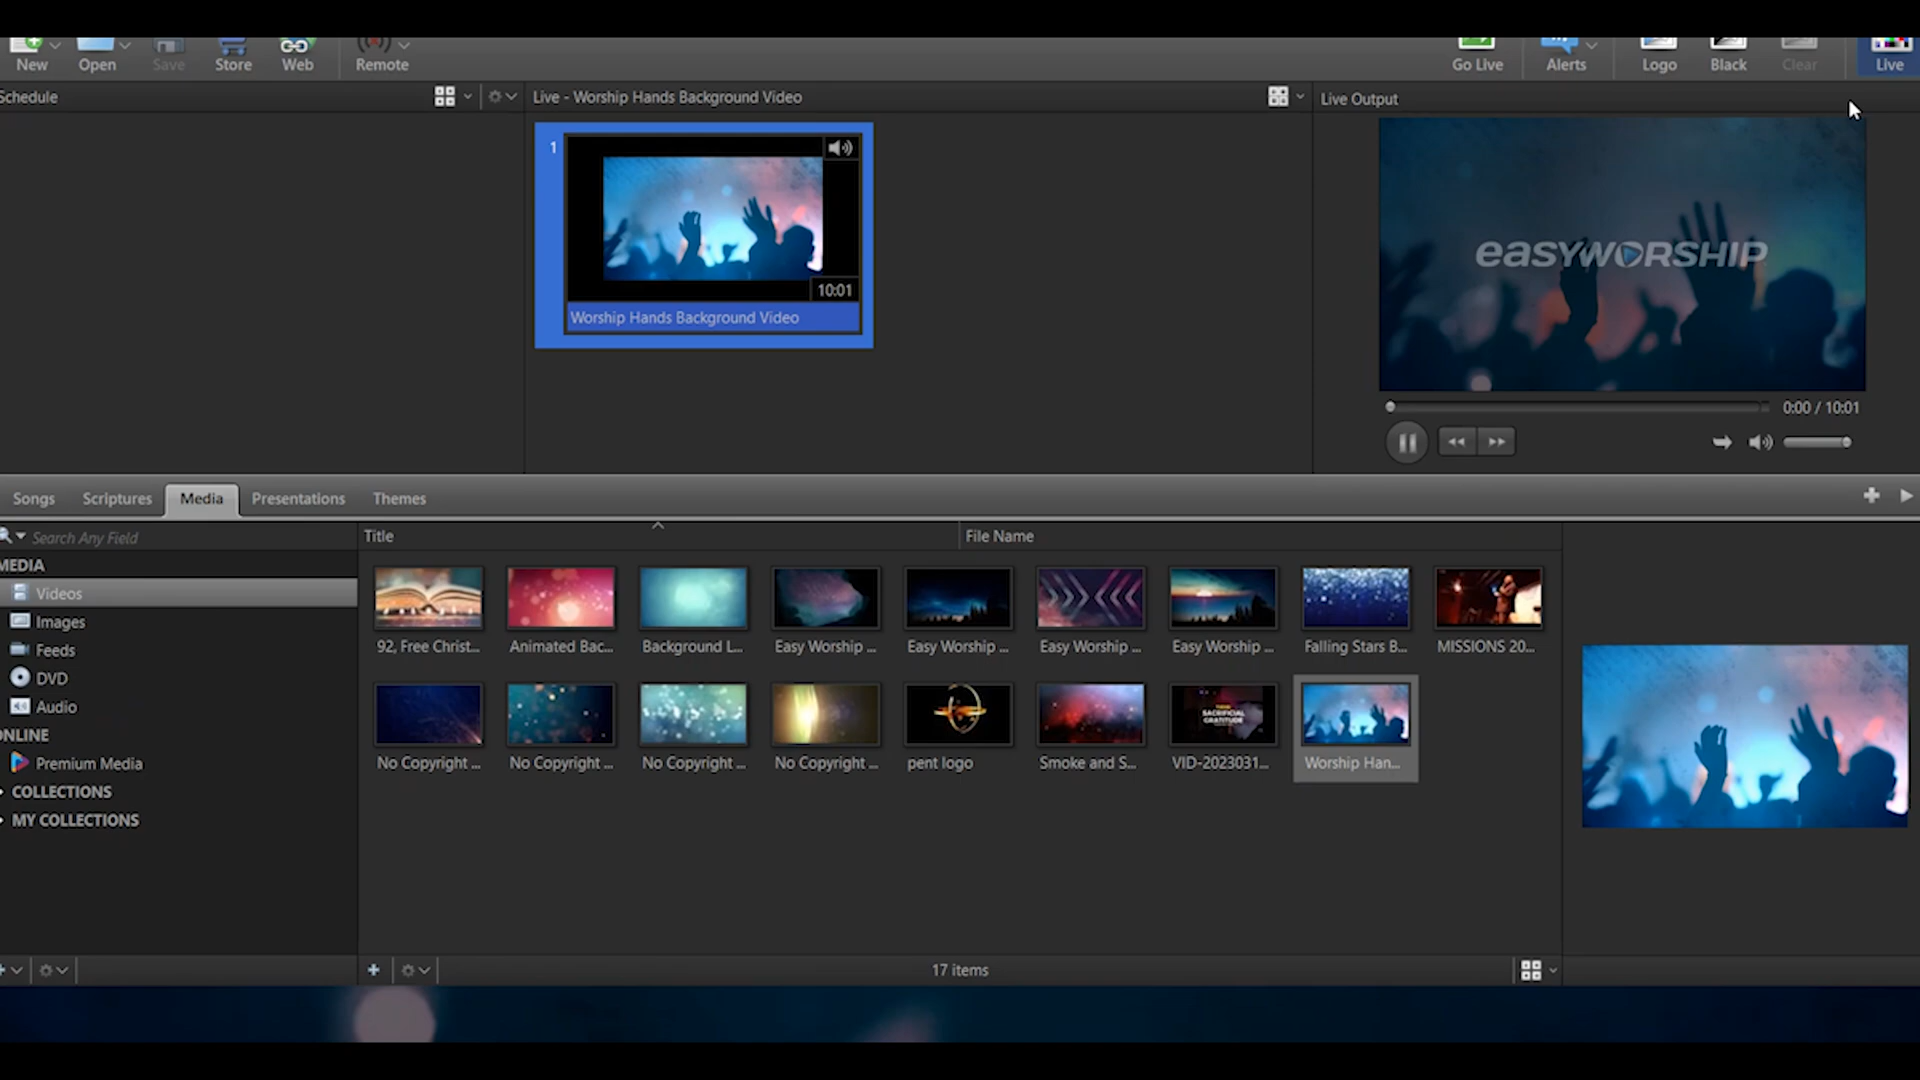 New
Open
Save
Store
Web
Remote
Go Live
Alerts
Logo
Black
Clear
Live
Schedule
Live - Worship Hands Background Video
Live Output
1
10:01
Worship Hands Background Video
easyWORSHIP
0:00 / 10:01
Songs
Scriptures
Media
Presentations
Themes
Search Any Field
Title
File Name
MEDIA
Videos
Images
Feeds
DVD
Audio
ONLINE
Premium Media
COLLECTIONS
MY COLLECTIONS
92, Free Christ...
Animated Bac...
Background L...
Easy Worship ...
Easy Worship ...
Easy Worship ...
Easy Worship ...
Falling Stars B...
MISSIONS 20...
SACRIFICIAL
GRATITUDE
No Copyright ...
No Copyright ...
No Copyright ...
No Copyright ...
pent logo
Smoke and S...
VID-2023031...
Worship Han...
17 items